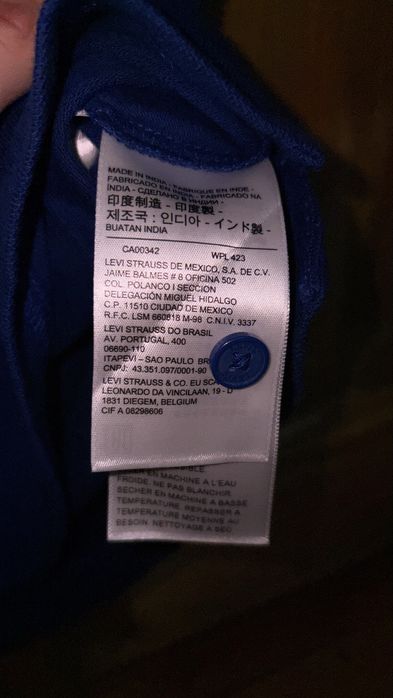 MADE IN INDIA - FABRIQUE EN INDE -
FABRICADO EN INDIA - FABRICADO NA
ÍNDIA - СДЕЛАНО В ИНДИИ -
印度制造 - 印度製 -
제조국 : 인디아 - インド製 -
BUATAN INDIA
CA00342 WPL 423
LEVI STRAUSS DE MEXICO, S.A. DE C.V.
JAIME BALMES # 8 OFICINA 502
COL. POLANCO I SECCION
DELEGACIÓN MIGUEL HIDALGO
C.P. 11510 CIUDAD DE MEXICO
R.F.C. LSM 660818 M-98 C.N.I.V. 3337
LEVI STRAUSS DO BRASIL
AV. PORTUGAL, 400
06690-110
ITAPEVI – SAO PAULO
CNPJ: 43.351.097/0001-90
LEVI STRAUSS & CO. EU
LEONARDO DA VINCILAAN, 19 - D
1831 DIEGEM, BELGIUM
CIF A 08298606
EN MACHINE A L'EAU
FROIDE. NE PAS BLANCHIR.
SECHER EN MACHINE A BASSE
TEMPERATURE. REPASSER A
TEMPERATURE MOYENNE AU
BESOIN. NETTOYAGE A SEC